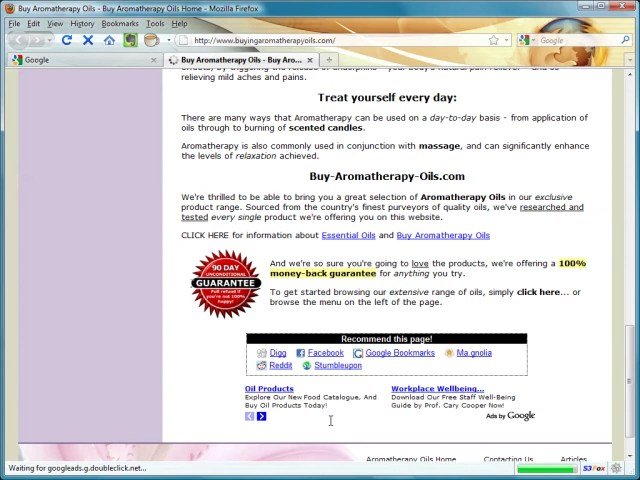 Buy Aromatherapy Oils - Buy Aromatherapy Oils Home - Mozilla Firefox
File Edit View History Bookmarks Tools Help
http://www.buyingaromatherapyoils.com/
Google
Google
Buy Aromatherapy Oils - Buy Aro...
relieving mild aches and pains.
Treat yourself every day:
There are many ways that Aromatherapy can be used on a day-to-day basis - from application of
oils through to burning of scented candles.
Aromatherapy is also commonly used in conjunction with massage, and can significantly enhance
the levels of relaxation achieved.
Buy-Aromatherapy-Oils.com
We're thrilled to be able to bring you a great selection of Aromatherapy Oils in our exclusive
product range. Sourced from the country's finest purveyors of quality oils, we've researched and
tested every single product we're offering you on this website.
CLICK HERE for information about Essential Oils and Buy Aromatherapy Oils
90 DAY
UNCONDITIONAL
GUARANTEE
Full refund if
you're not 100%
happy!
And we're so sure you're going to love the products, we're offering a 100%
money-back guarantee for anything you try.
To get started browsing our extensive range of oils, simply click here... or
browse the menu on the left of the page.
Recommend this page!
Digg Facebook Google Bookmarks Ma.gnolia
Reddit Stumbleupon
Oil Products
Explore Our New Food Catalogue, And
Buy Oil Products Today!
Workplace Wellbeing...
Download Our Free Staff Well-Being
Guide by Prof. Cary Cooper Now!
Ads by Google
Aromatherapy Oils Home Contacting Us Articles
Waiting for googleads.g.doubleclick.net...
S3Fox